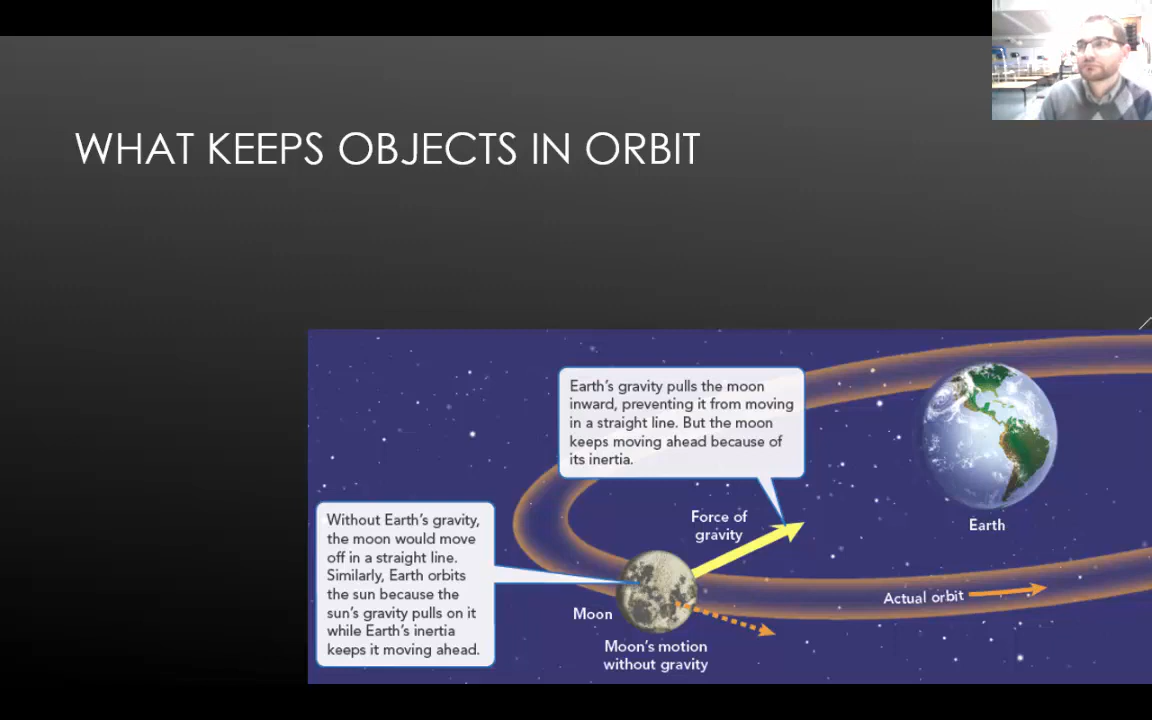 WHAT KEEPS OBJECTS IN ORBIT
Earth's gravity pulls the moon
inward, preventing it from moving
in a straight line. But the moon
keeps moving ahead because of
its inertia.
Without Earth's gravity,
the moon would move
off in a straight line.
Similarly, Earth orbits
the sun because the
sun's gravity pulls on it
while Earth's inertia
keeps it moving ahead.
Force of
gravity
Earth
Actual orbit
Moon
Moon's motion
without gravity